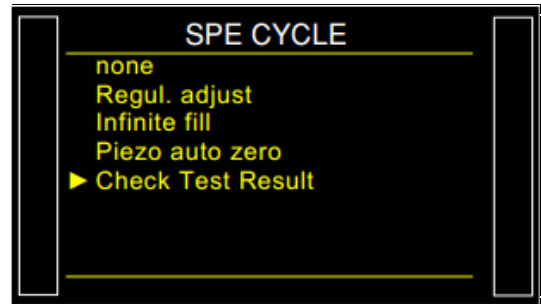 SPE CYCLE
none
Regul. adjust
Infinite fill
Piezo auto zero
► Check Test Result